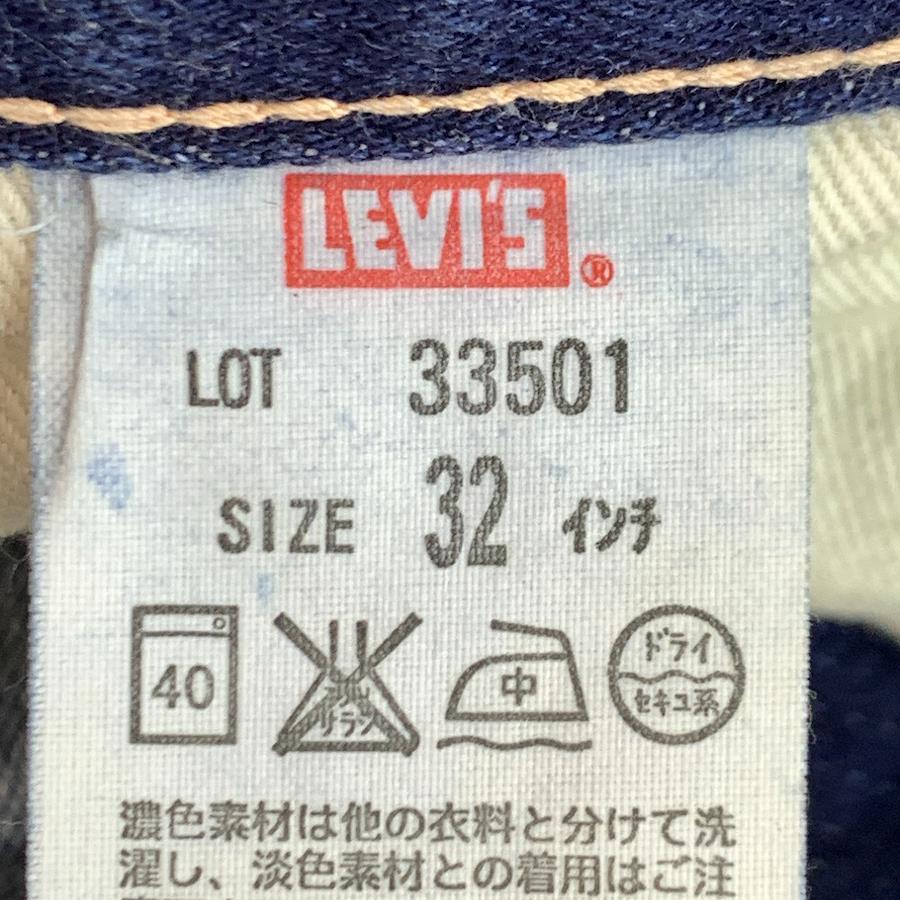 LEVI'S®
LOT 33501
SIZE 32 インチ
40
中
ドライ
セキユ系
濃色素材は他の衣料と分けて洗
濯し、淡色素材との着用はご注